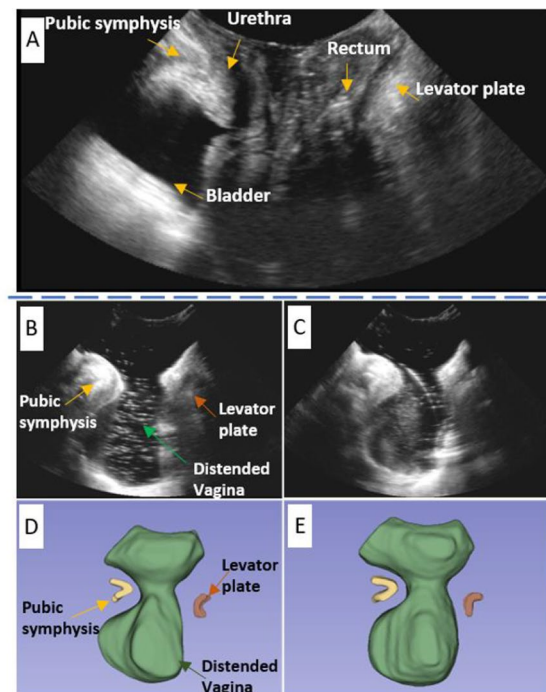 A
Pubic symphysis
Urethra
Rectum
Levator plate
Bladder
B
Pubic
symphysis
Levator
plate
Distended
Vagina
C
D
Levator
plate
Pubic
symphysis
Distended
Vagina
E